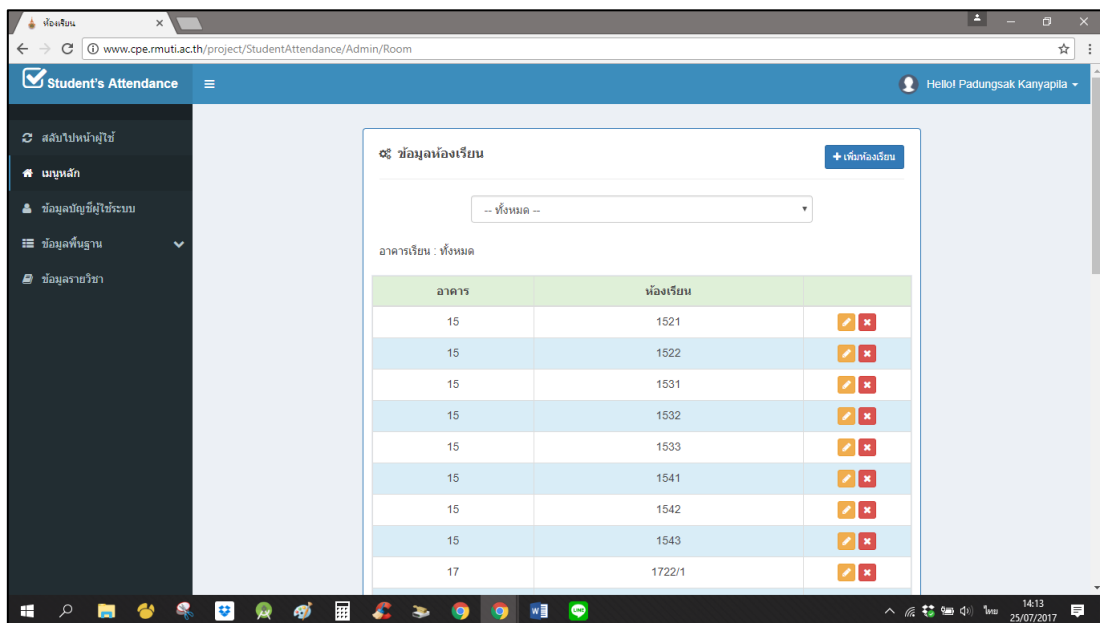 ห้องเรียน
www.cpe.rmuti.ac.th/project/StudentAttendance/Admin/Room
Student's Attendance
Hello! Padungsak Kanyapila
สลับไปหน้าผู้ใช้
เมนูหลัก
ข้อมูลบัญชีผู้ใช้ระบบ
ข้อมูลพื้นฐาน
ข้อมูลรายวิชา
ข้อมูลห้องเรียน
+ เพิ่มห้องเรียน
-- ทั้งหมด --
อาคารเรียน : ทั้งหมด
อาคาร ห้องเรียน
15 1521
15 1522
15 1531
15 1532
15 1533
15 1541
15 1542
15 1543
17 1722/1
LINE
ไทย
14:13
25/07/2017